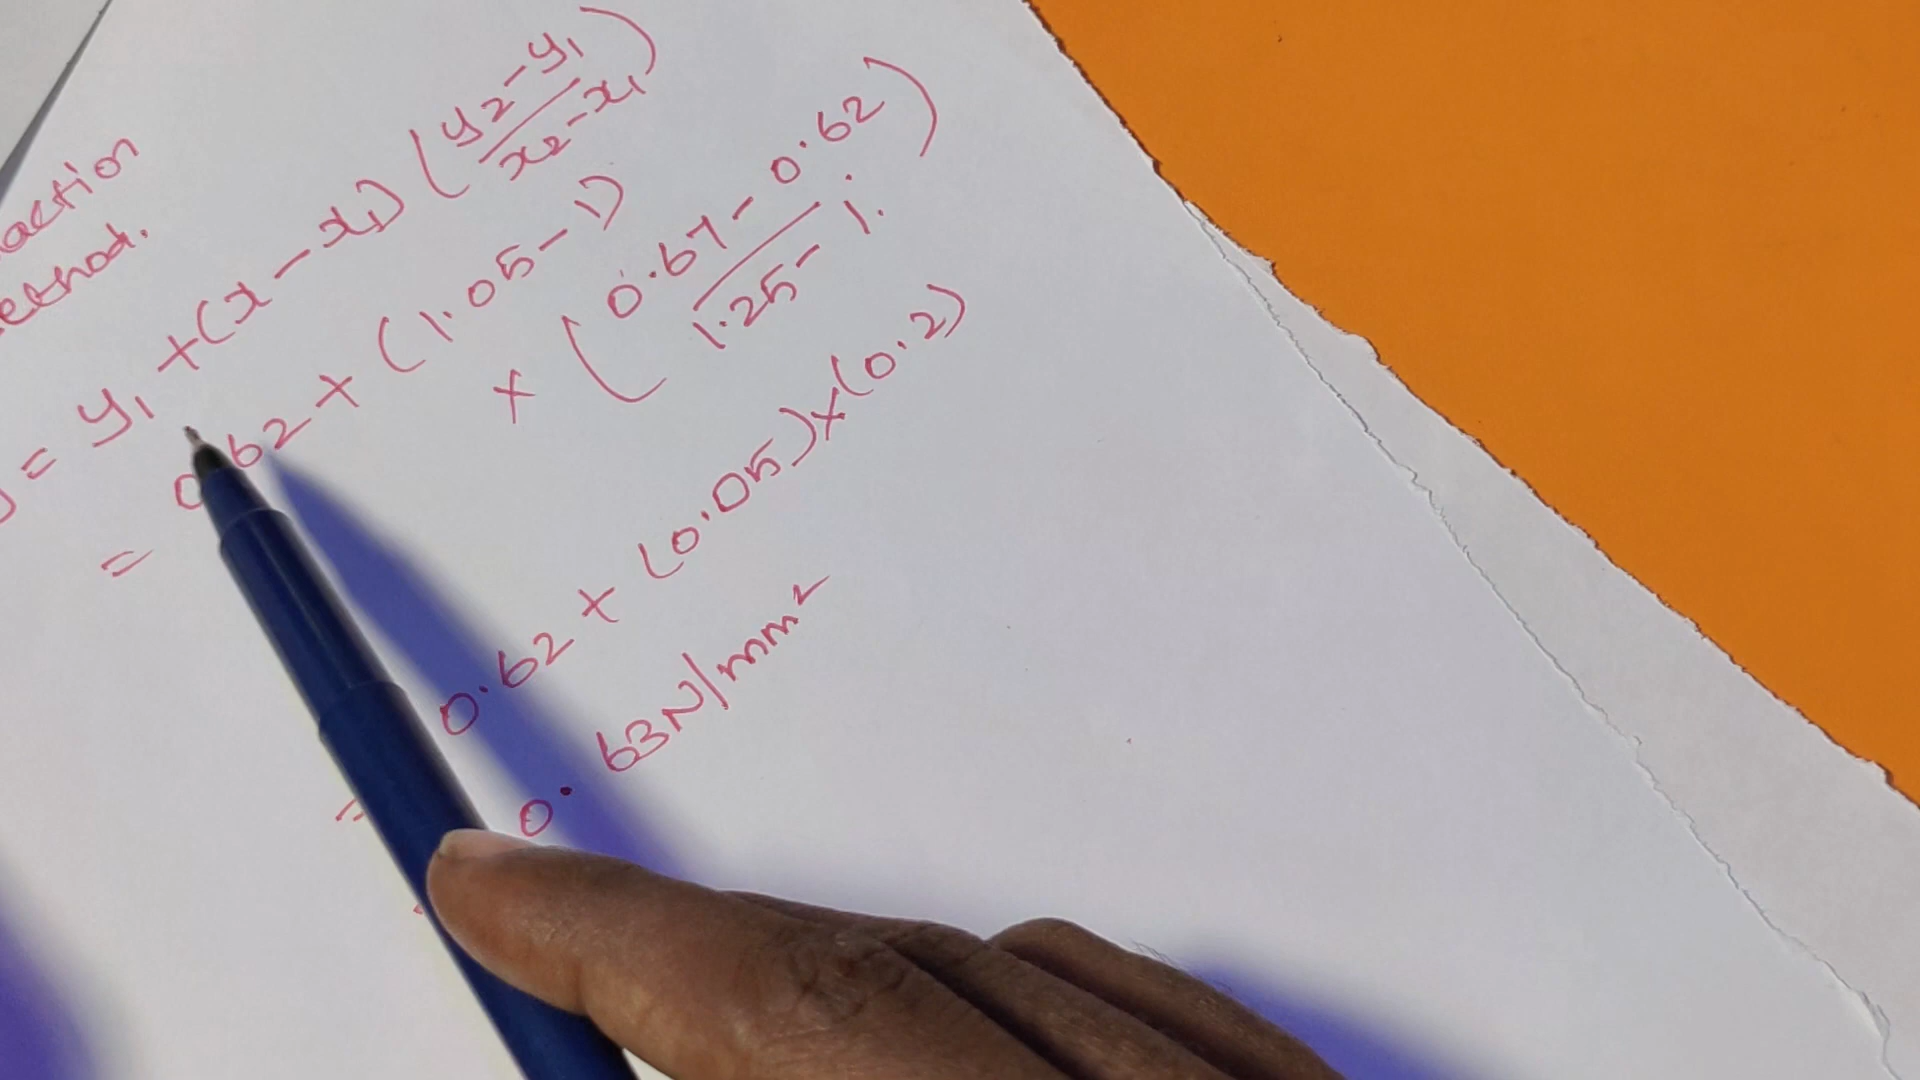 action
ethod.
= y₁ + (x - x₁) (y₂ - y₁ / x₂ - x₁)
= 0.62 + (1.05 - 1)
× (0.67 - 0.62 / 1.25 - 1.)
= 0.62 + (0.05) × (0.2)
0.63N/mm²